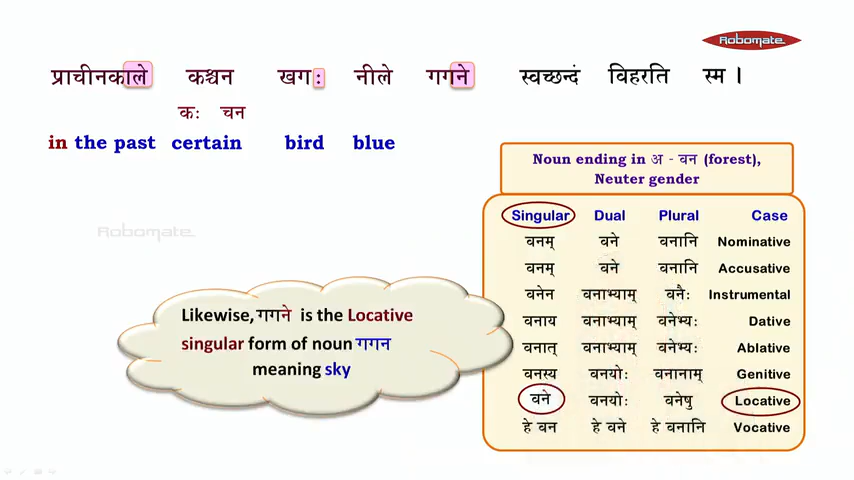 Robomate
प्राचीनकाले कश्चन खगः नीले गगने स्वच्छन्दं विहरति स्म ।
कः चन
in the past certain bird blue
Noun ending in अ - वन (forest),
Neuter gender
Robomate
Singular Dual Plural Case
वनम् वने वनानि Nominative
वनम् वने वनानि Accusative
वनेन वनाभ्याम् वनैः Instrumental
वनाय वनाभ्याम् वनेभ्यः Dative
वनात् वनाभ्याम् वनेभ्यः Ablative
वनस्य वनयोः वनानाम् Genitive
वने वनयोः वनेषु Locative
हे वन हे वने हे वनानि Vocative
Likewise, गगने is the Locative
singular form of noun गगन
meaning sky